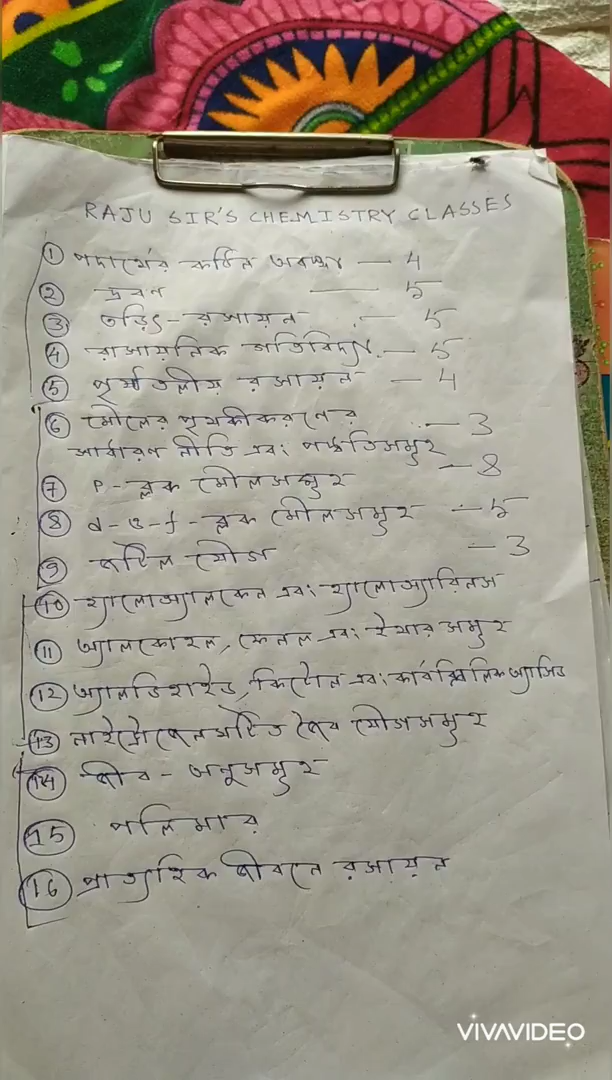 RAJU SIR'S CHEMISTRY CLASSES
① পদার্থের কঠিন অবস্থা — 4
② দ্রবণ — 5
③ তড়িৎ-রসায়ন — 5
④ রাসায়নিক গতিবিদ্যা — 5
⑤ পৃষ্ঠতলীয় রসায়ন — 4
⑥ মৌলের পৃথকীকরণের — 3
সাধারণ নীতি এবং পদ্ধতিসমূহ
⑦ P-ব্লক মৌলসমূহ — 8
⑧ d-ও-f-ব্লক মৌলসমূহ — 5
⑨ জটিল যৌগ — 3
10 হ্যালোঅ্যালকেন এবং হ্যালোঅ্যারিনস
11 অ্যালকোহল, ফেনল এবং ইথার সমূহ
12 অ্যালডিহাইড, কিটোন এবং কার্বক্সিলিক অ্যাসিড
13 নাইট্রোজেনঘটিত জৈব যৌগসমূহ
14 জীব-অনুসমূহ
15 পলিমার
16 প্রাত্যহিক জীবনে রসায়ন
VIVAVIDEO